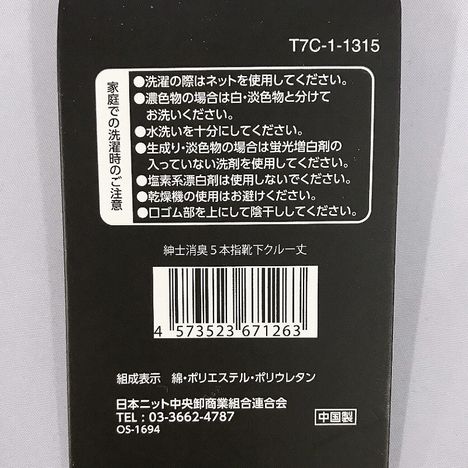 T7C-1-1315
家庭での洗濯時のご注意
●洗濯の際はネットを使用してください。
●濃色物の場合は白・淡色物と分けて
お洗いください。
●水洗いを十分にしてください。
●生成り・淡色物の場合は蛍光増白剤の
入っていない洗剤を使用してください。
●塩素系漂白剤は使用しないでください。
●乾燥機の使用はお避けください。
●口ゴム部を上にして陰干ししてください。
紳士消臭5本指靴下クルー丈
4 573523 671263
組成表示 綿・ポリエステル・ポリウレタン
日本ニット中央卸商業組合連合会
TEL:03-3662-4787
OS-1694
中国製